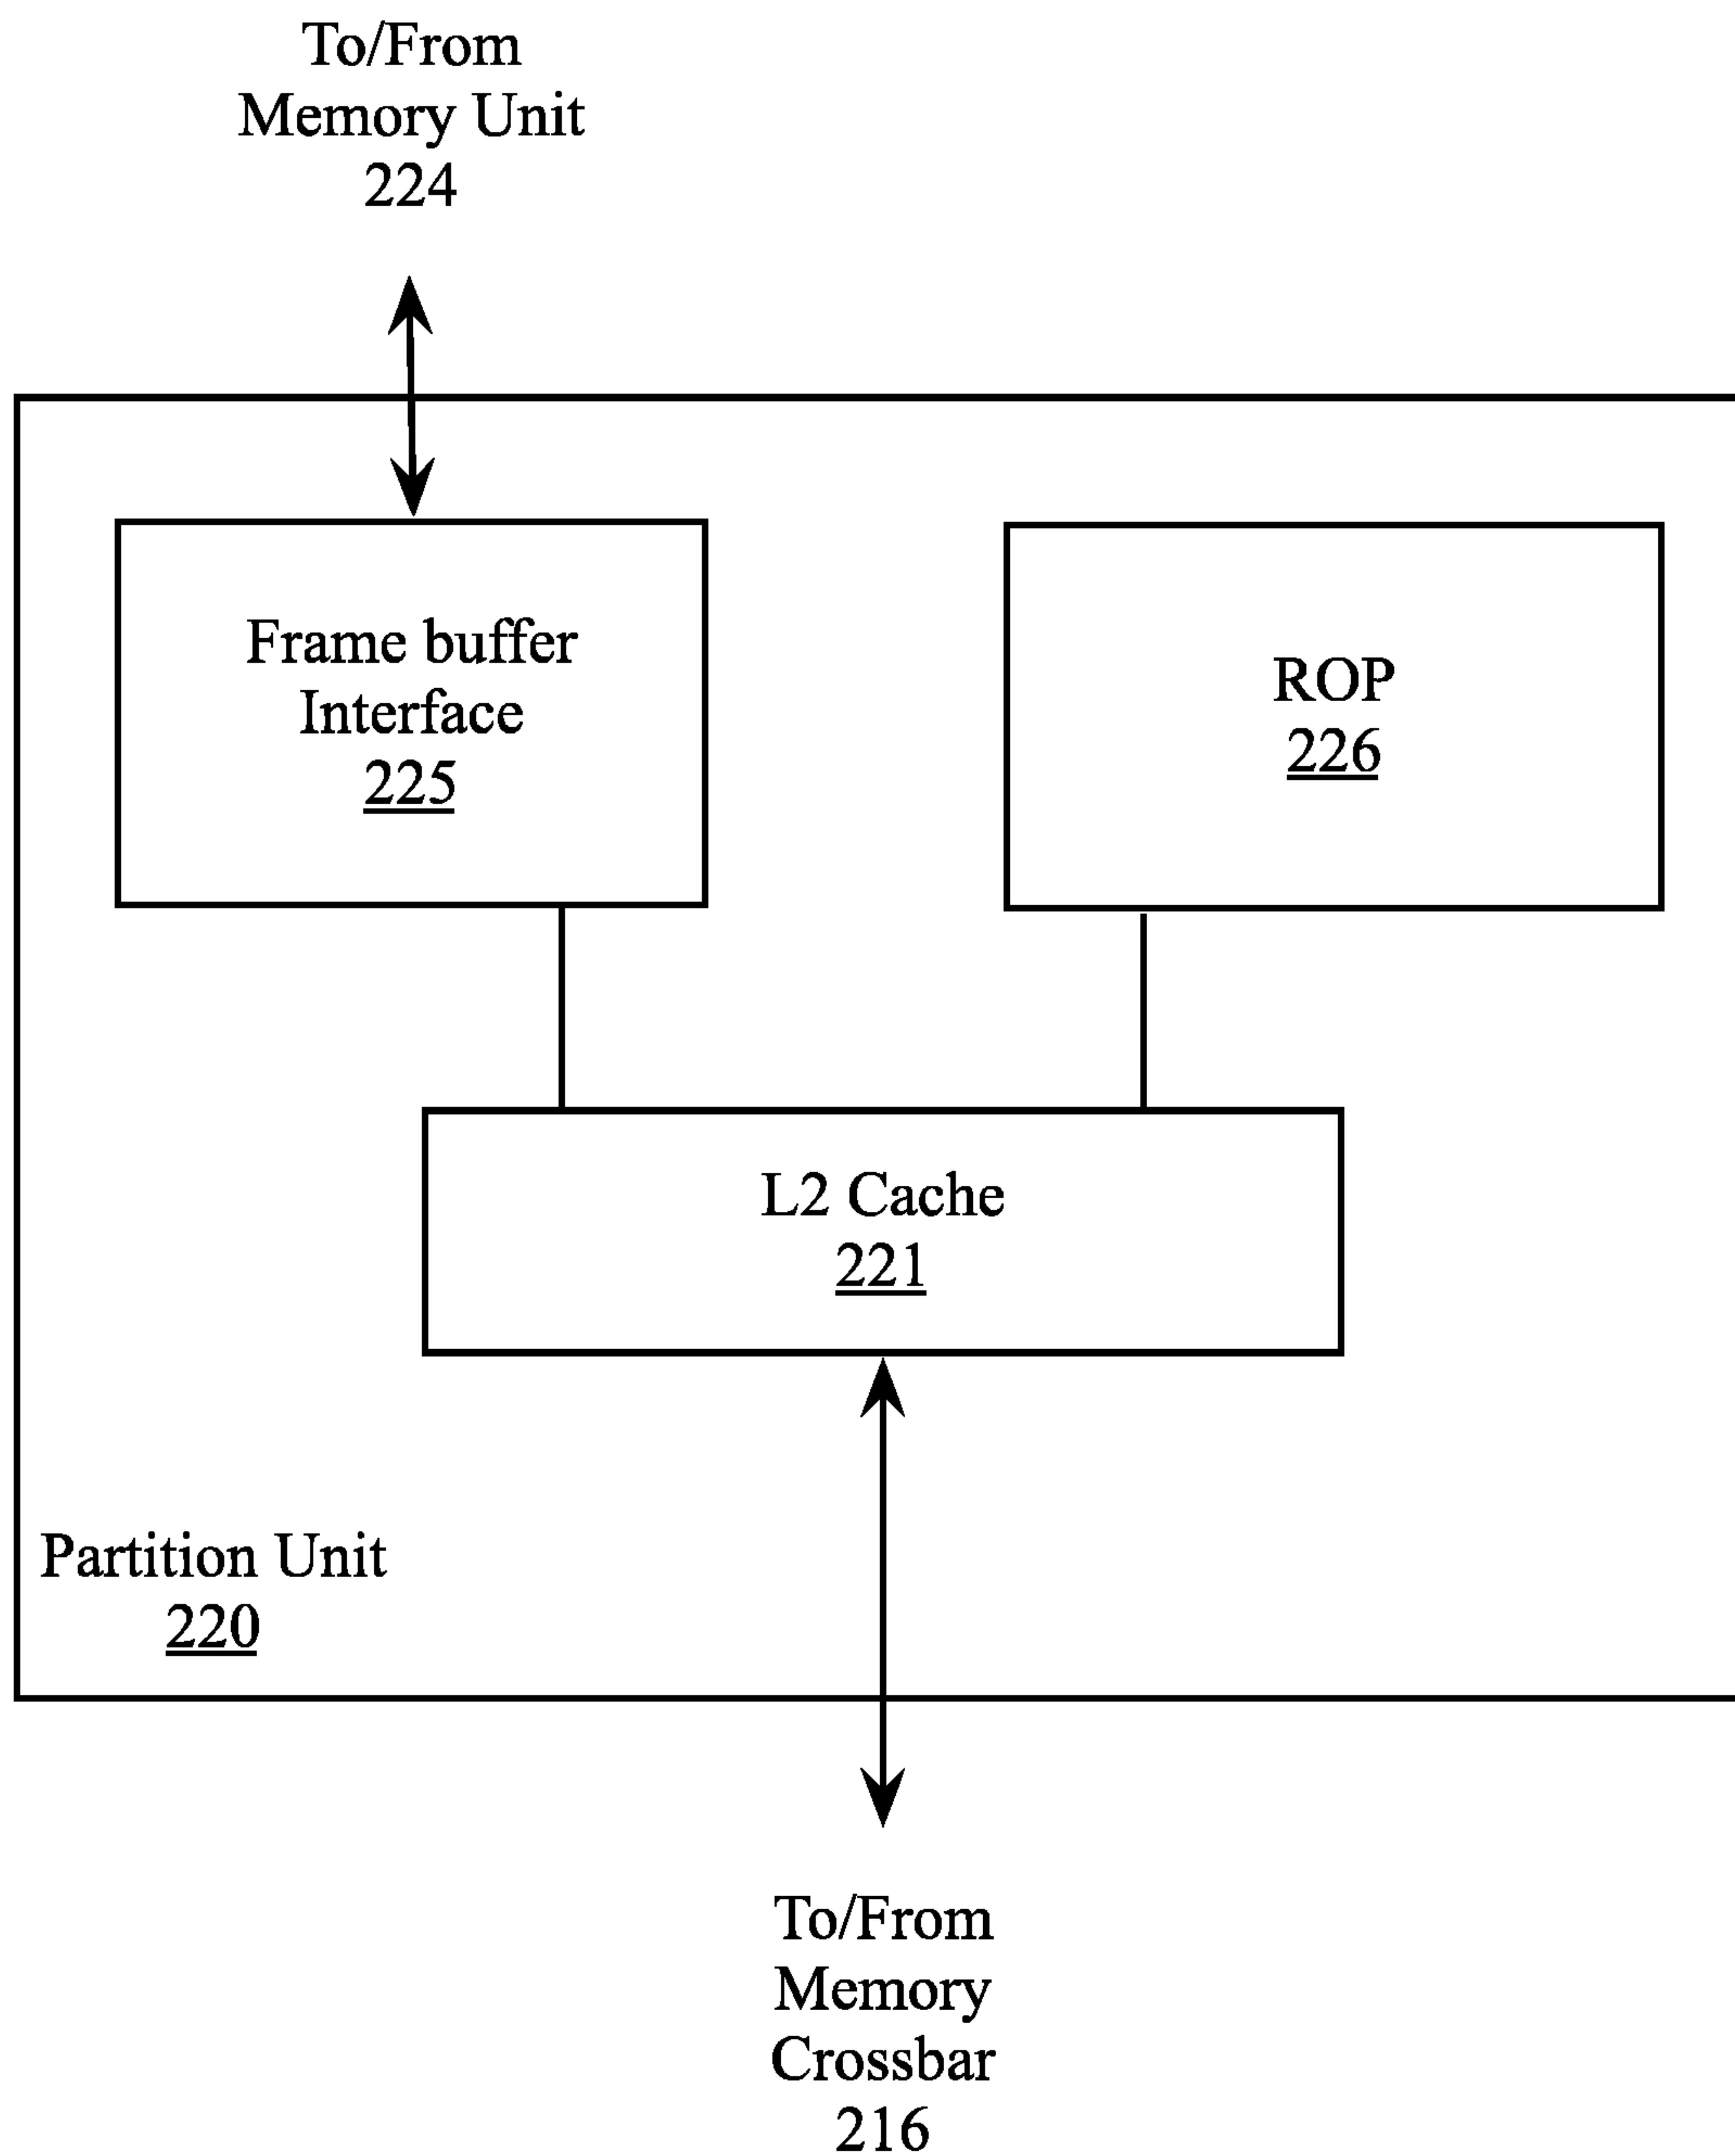 To/From
Memory Unit
224
Frame buffer
Interface
225
ROP
226
L2 Cache
221
Partition Unit
220
To/From
Memory
Crossbar
216